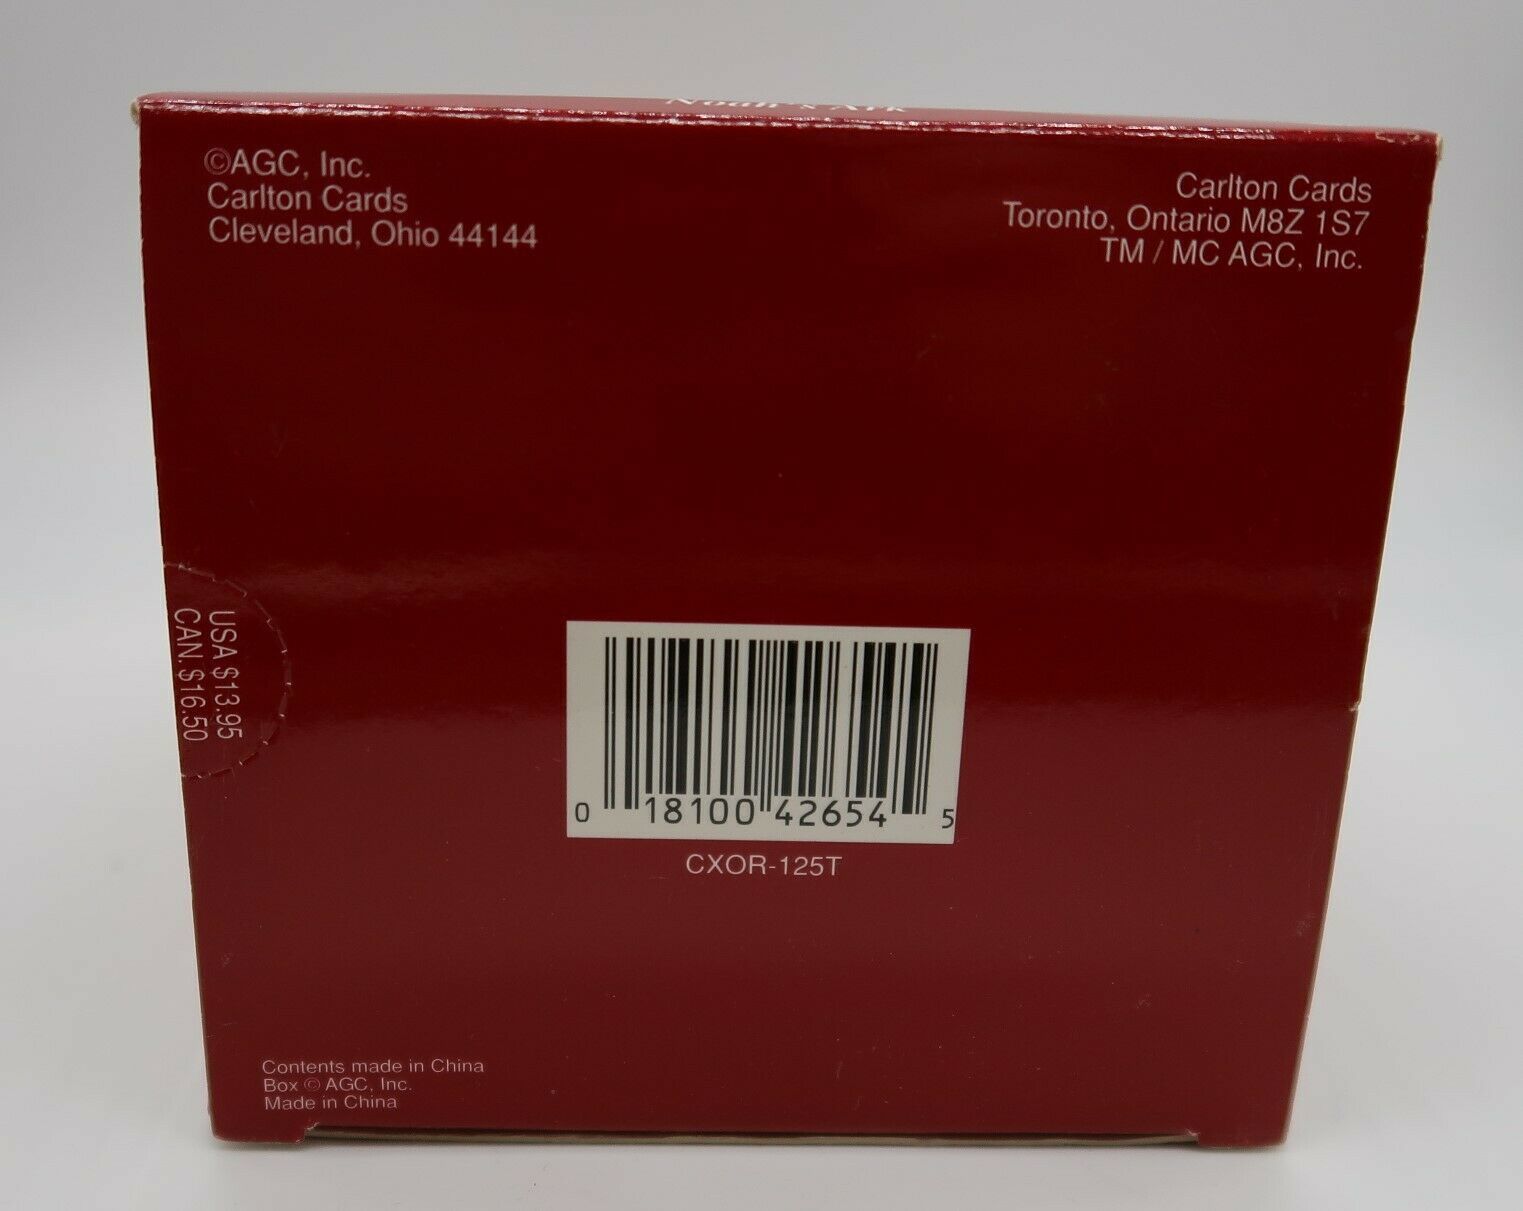 Noah's Ark
©AGC, Inc.
Carlton Cards
Cleveland, Ohio 44144
Carlton Cards
Toronto, Ontario M8Z 1S7
TM / MC AGC, Inc.
USA $13.95
CAN. $16.50
0 18100 42654 5
CXOR-125T
Contents made in China
Box © AGC, Inc.
Made in China